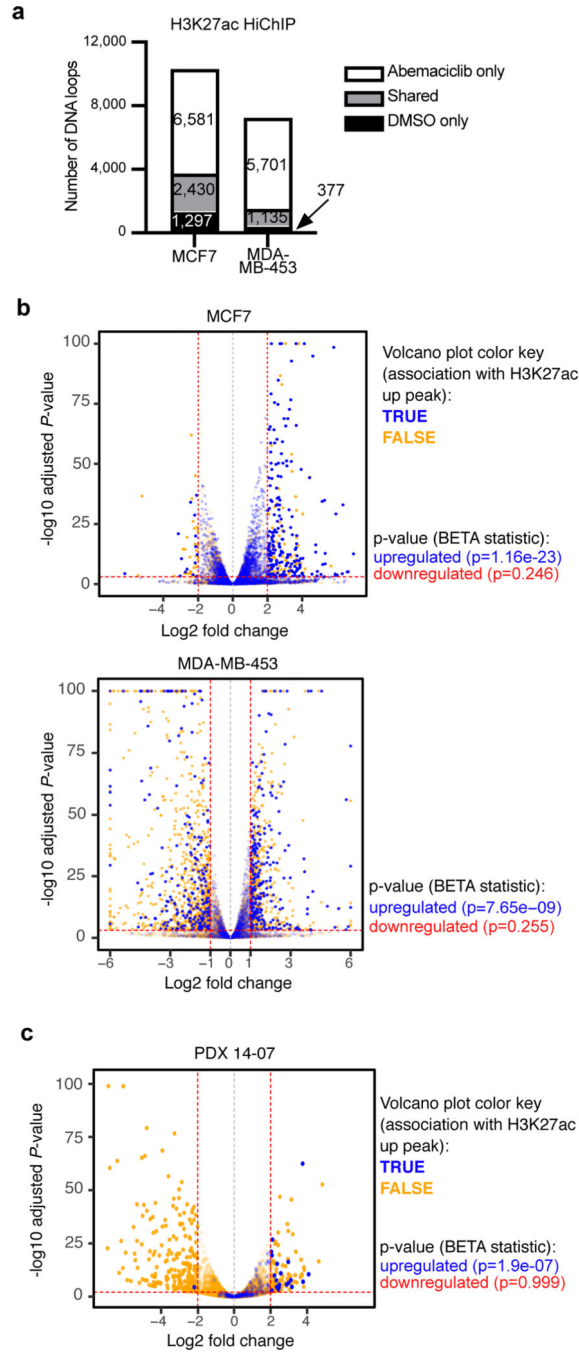 a
H3K27ac HiChIP
12,000
8,000
4,000
0
Number of DNA loops
6,581
2,430
1,297
5,701
1,135
377
MCF7
MDA-
MB-453
Abemaciclib only
Shared
DMSO only
b
MCF7
100
75
50
25
0
-log10 adjusted P-value
−4 −2 0 2 4 6
Log2 fold change
Volcano plot color key
(association with H3K27ac
up peak):
TRUE
FALSE
p-value (BETA statistic):
upregulated (p=1.16e-23)
downregulated (p=0.246)
MDA-MB-453
100
75
50
25
0
-log10 adjusted P-value
−6 −3 −1 0 1 3 6
Log2 fold change
p-value (BETA statistic):
upregulated (p=7.65e−09)
downregulated (p=0.255)
c
PDX 14-07
100
75
50
25
0
-log10 adjusted P-value
−4 −2 0 2 4 6
Log2 fold change
Volcano plot color key
(association with H3K27ac
up peak):
TRUE
FALSE
p-value (BETA statistic):
upregulated (p=1.9e-07)
downregulated (p=0.999)